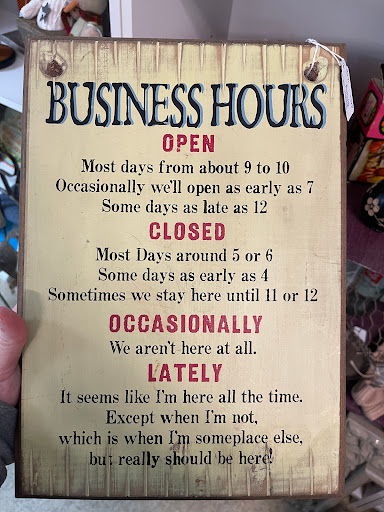 BUSINESS HOURS
OPEN
Most days from about 9 to 10
Occasionally we'll open as early as 7
Some days as late as 12
CLOSED
Most Days around 5 or 6
Some days as early as 4
Sometimes we stay here until 11 or 12
OCCASIONALLY
We aren't here at all.
LATELY
It seems like I'm here all the time.
Except when I'm not,
which is when I'm someplace else,
but really should be here!